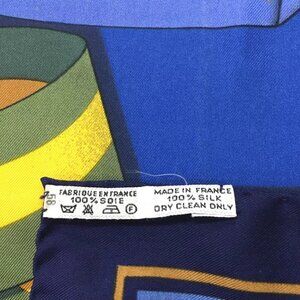 FABRIQUE EN FRANCE
100% SOIE
MADE IN FRANCE
100% SILK
DRY CLEAN ONLY